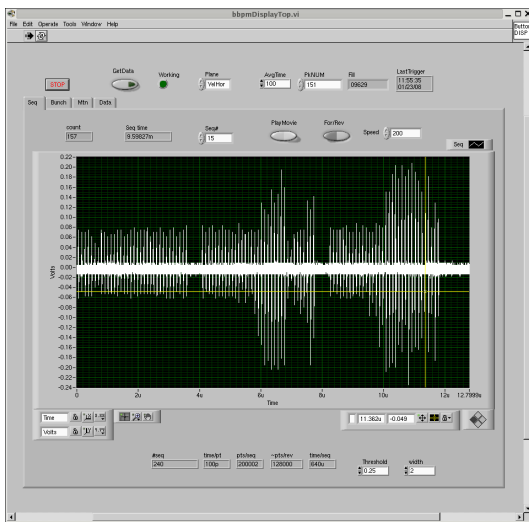 bbpmDisplayTop.vi
File Edit Operate Tools Window Help
Button
DISP
GetData Working Plane AvgTime PkNUM Fill LastTrigger
STOP YelHor 100 151 09629 11:55:35
01/23/08
Seq Bunch Mtn Data
count Seq time Seq# PlayMovie For/Rev Speed 200
157 9.59827m 15
Seq
0.22
0.20
0.18
0.16
0.14
0.12
0.10
0.08
0.06
0.04
0.02
0.00
-0.02
-0.04
-0.06
-0.08
-0.10
-0.12
-0.14
-0.16
-0.18
-0.20
-0.22
-0.24
Volts
0 2u 4u 6u 8u 10u 12u 12.7999u
Time
Time 11.362u -0.049
Volts
#seq time/pt pts/seq ~pts/rev time/seq Threshold width
240 100p 200002 128000 640u 0.25 2